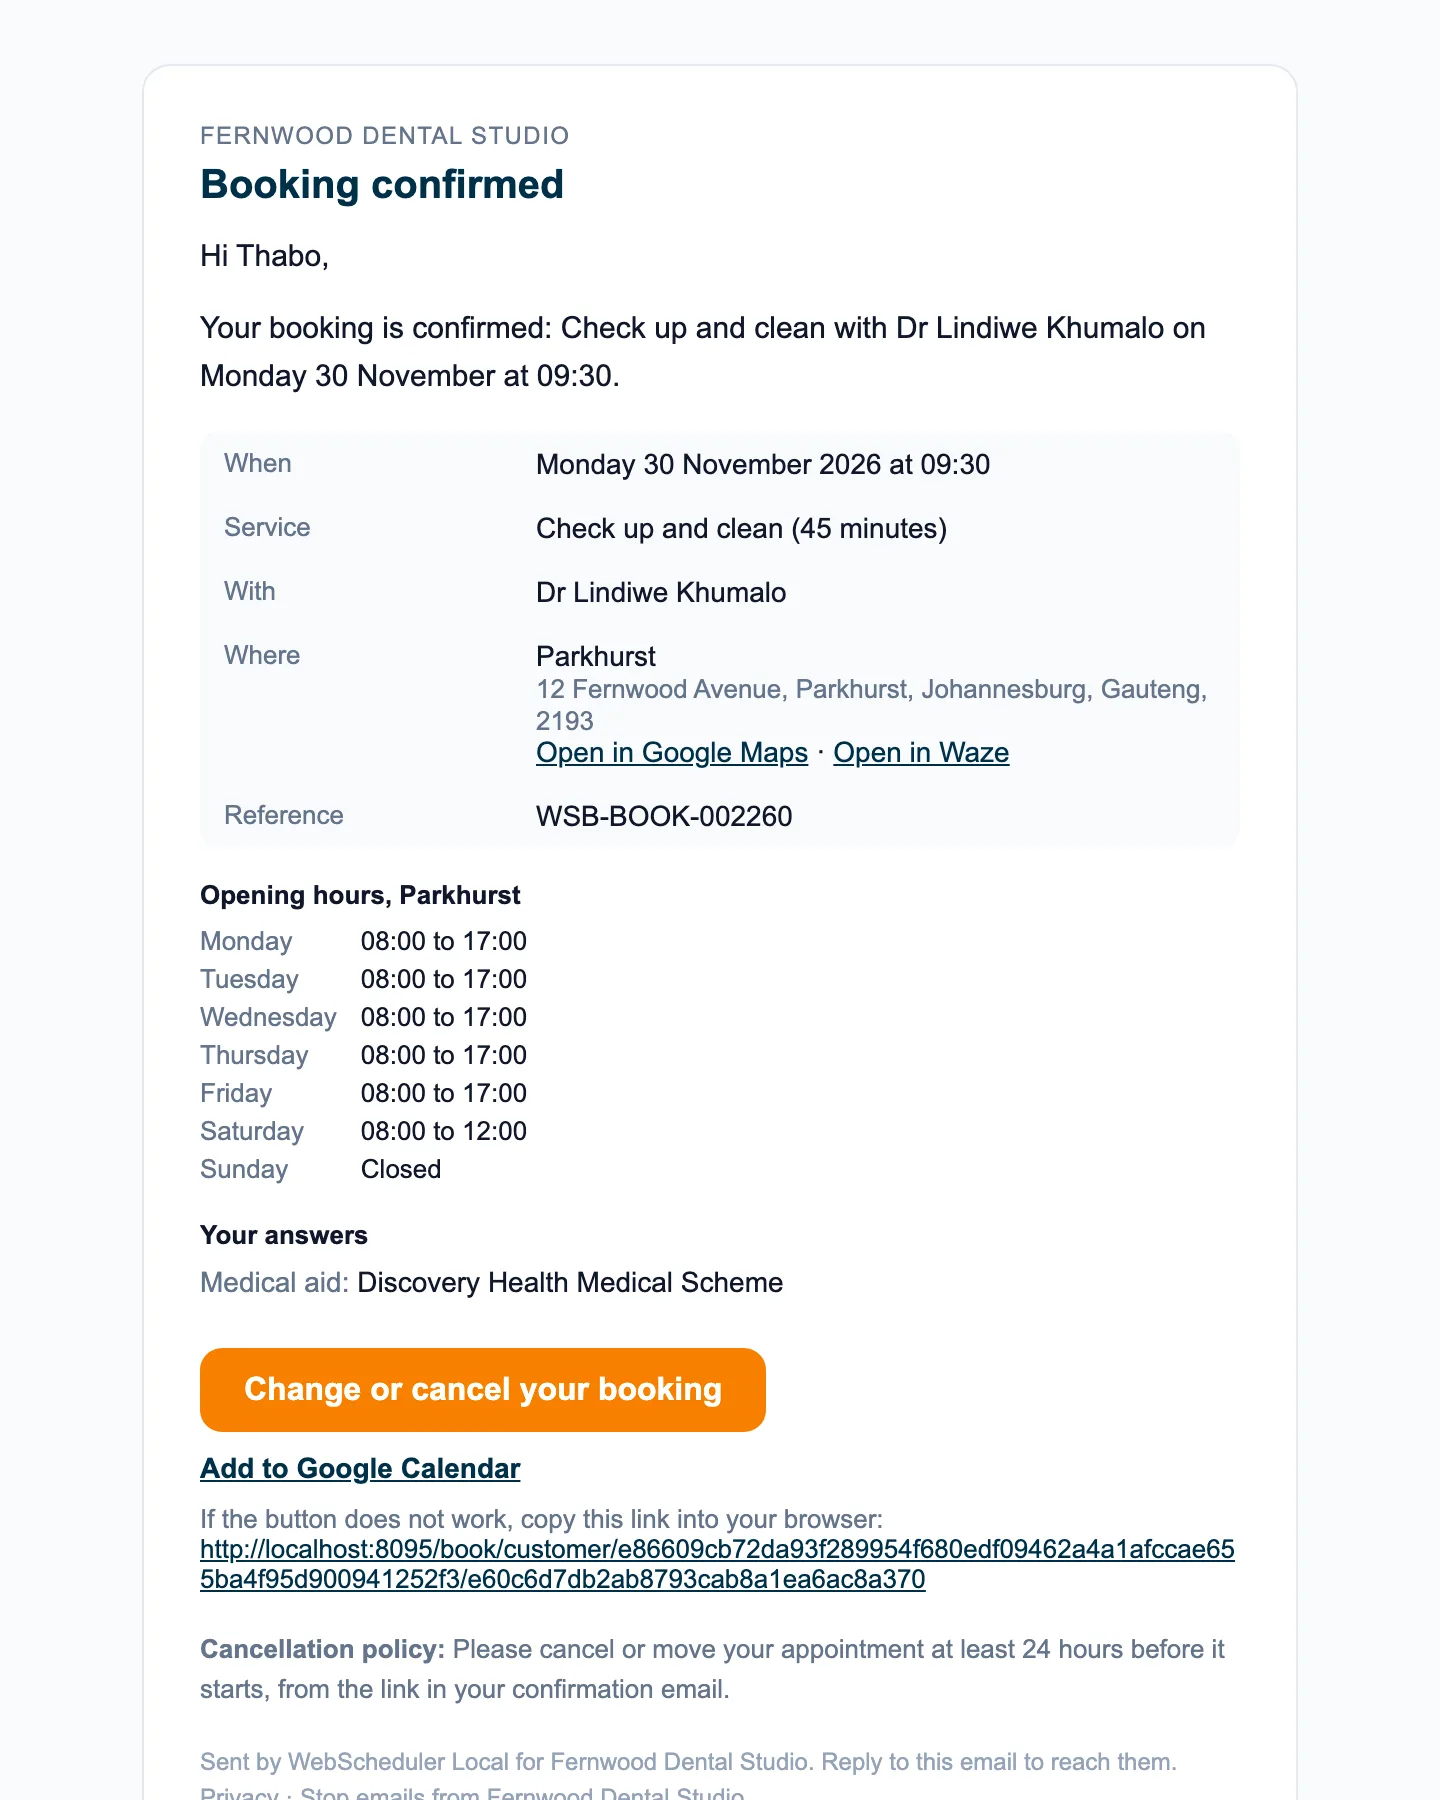 FERNWOOD DENTAL STUDIO
Booking confirmed
Hi Thabo,
Your booking is confirmed: Check up and clean with Dr Lindiwe Khumalo on
Monday 30 November at 09:30.
When Monday 30 November 2026 at 09:30
Service Check up and clean (45 minutes)
With Dr Lindiwe Khumalo
Where Parkhurst
12 Fernwood Avenue, Parkhurst, Johannesburg, Gauteng,
2193
Open in Google Maps · Open in Waze
Reference WSB-BOOK-002260
Opening hours, Parkhurst
Monday 08:00 to 17:00
Tuesday 08:00 to 17:00
Wednesday 08:00 to 17:00
Thursday 08:00 to 17:00
Friday 08:00 to 17:00
Saturday 08:00 to 12:00
Sunday Closed
Your answers
Medical aid: Discovery Health Medical Scheme
Change or cancel your booking
Add to Google Calendar
If the button does not work, copy this link into your browser:
http://localhost:8095/book/customer/e86609cb72da93f289954f680edf09462a4a1afccae65
5ba4f95d900941252f3/e60c6d7db2ab8793cab8a1ea6ac8a370
Cancellation policy: Please cancel or move your appointment at least 24 hours before it
starts, from the link in your confirmation email.
Sent by WebScheduler Local for Fernwood Dental Studio. Reply to this email to reach them.
Privacy · Stop emails from Fernwood Dental Studio